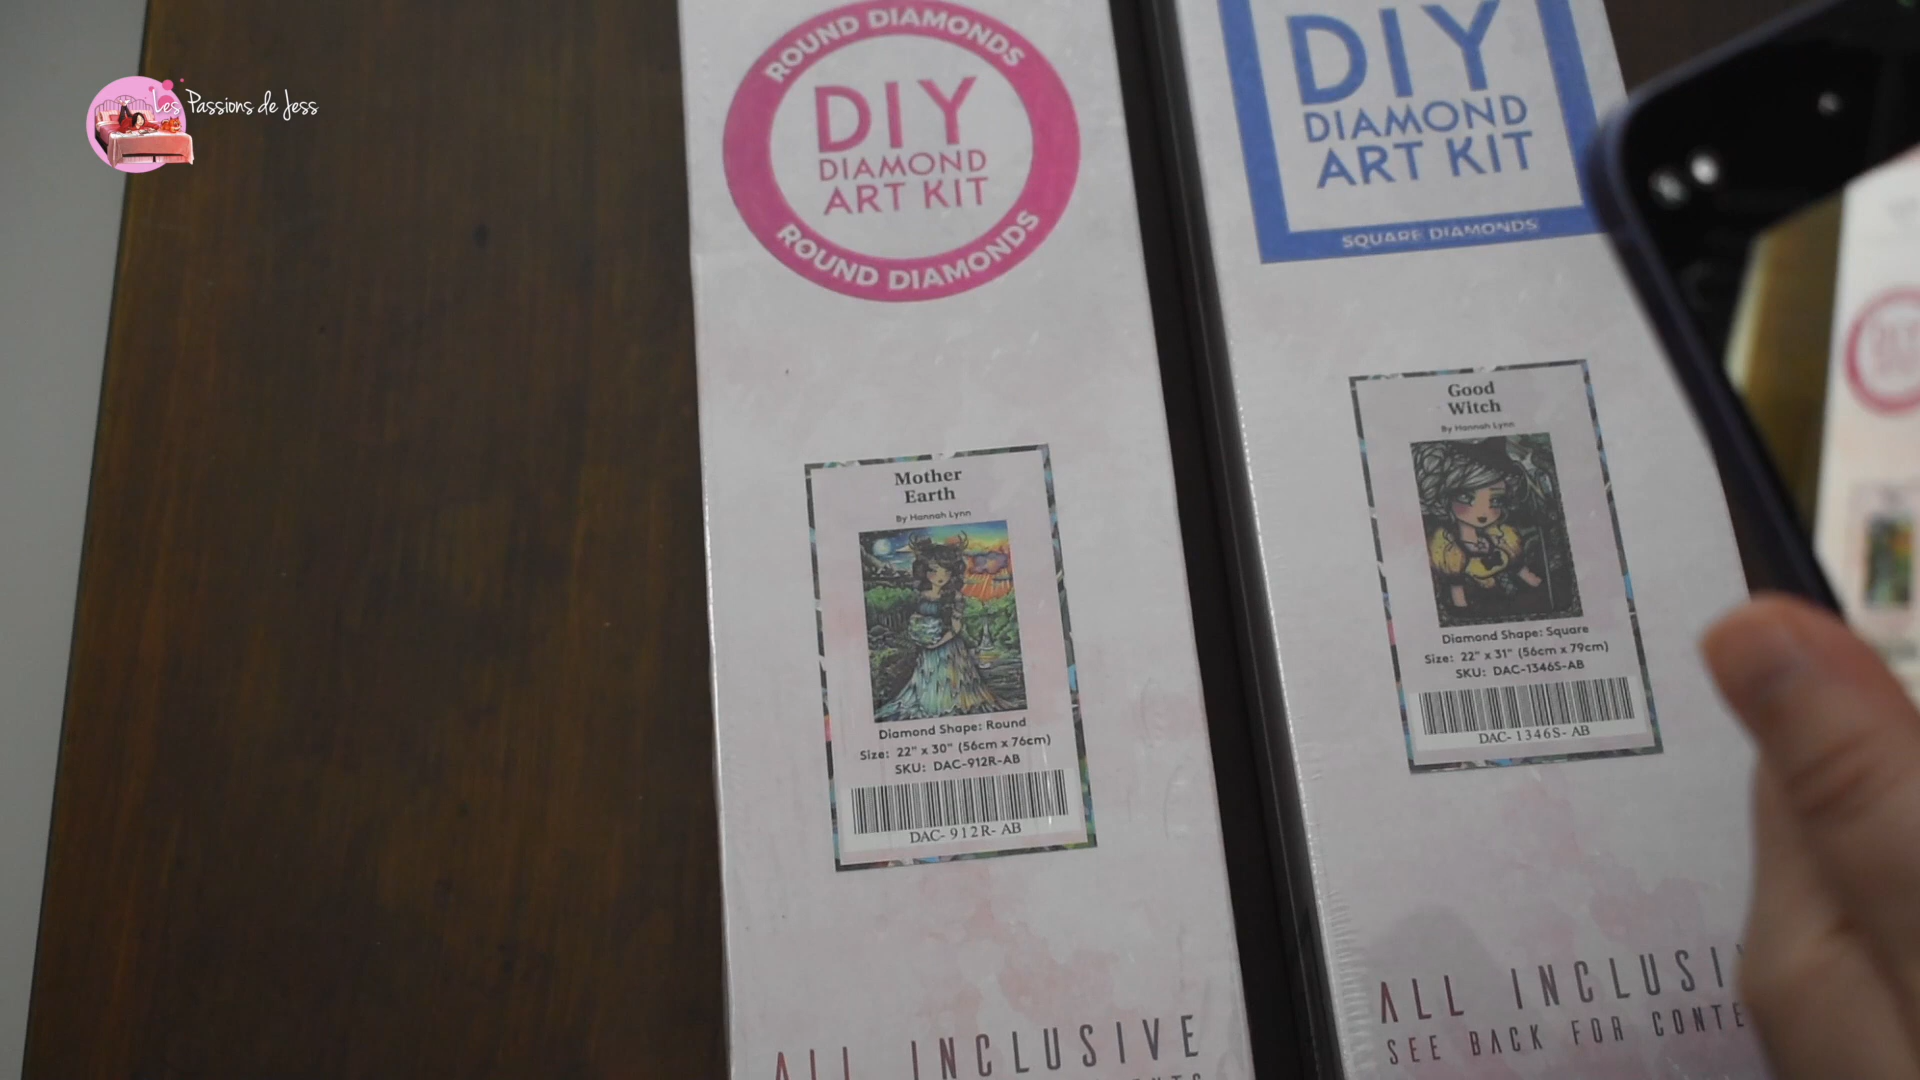 Les Passions de Jess
ROUND DIAMONDS
DIY
DIAMOND
ART KIT
ROUND DIAMONDS
Mother
Earth
By Hannah Lynn
Diamond Shape: Round
Size: 22" x 30" (56cm x 76cm)
SKU: DAC-912R-AB
DAC- 912R- AB
ALL INCLUSIVE
DIY
DIAMOND
ART KIT
SQUARE DIAMONDS
Good
Witch
By Hannah Lynn
Diamond Shape: Square
Size: 22" x 31" (56cm x 79cm)
SKU: DAC-1346S-AB
DAC- 1346S- AB
ALL INCLUSI
SEE BACK FOR CONTE